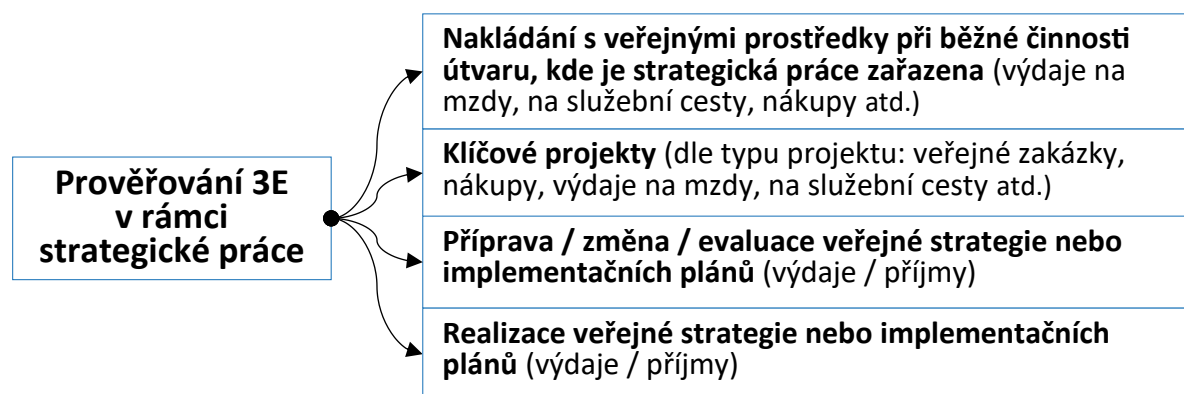 Prověřování 3E
v rámci
strategické práce
Nakládání s veřejnými prostředky při běžné činnosti
útvaru, kde je strategická práce zařazena (výdaje na
mzdy, na služební cesty, nákupy atd.)
Klíčové projekty (dle typu projektu: veřejné zakázky,
nákupy, výdaje na mzdy, na služební cesty atd.)
Příprava / změna / evaluace veřejné strategie nebo
implementačních plánů (výdaje / příjmy)
Realizace veřejné strategie nebo implementačních
plánů (výdaje / příjmy)